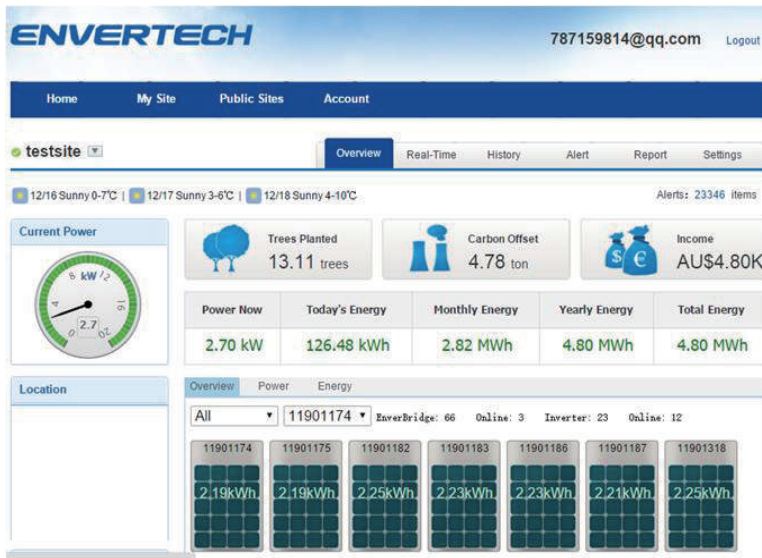 ENVERTECH
787159814@qq.com Logout
Home My Site Public Sites Account
testsite
Overview Real-Time History Alert Report Settings
12/16 Sunny 0-7℃ | 12/17 Sunny 3-6℃ | 12/18 Sunny 4-10℃
Alerts: 23346 items
Current Power
kW
0 4 8 12 16 20
2.7
Trees Planted
13.11 trees
Carbon Offset
4.78 ton
Income
AU$4.80K
Power Now Today's Energy Monthly Energy Yearly Energy Total Energy
2.70 kW 126.48 kWh 2.82 MWh 4.80 MWh 4.80 MWh
Location
Overview Power Energy
All 11901174 EnverBridge: 66 Online: 3 Inverter: 23 Online: 12
11901174 11901175 11901182 11901183 11901186 11901187 11901318
2.19kWh 2.19kWh 2.25kWh 2.23kWh 2.23kWh 2.21kWh 2.25kWh